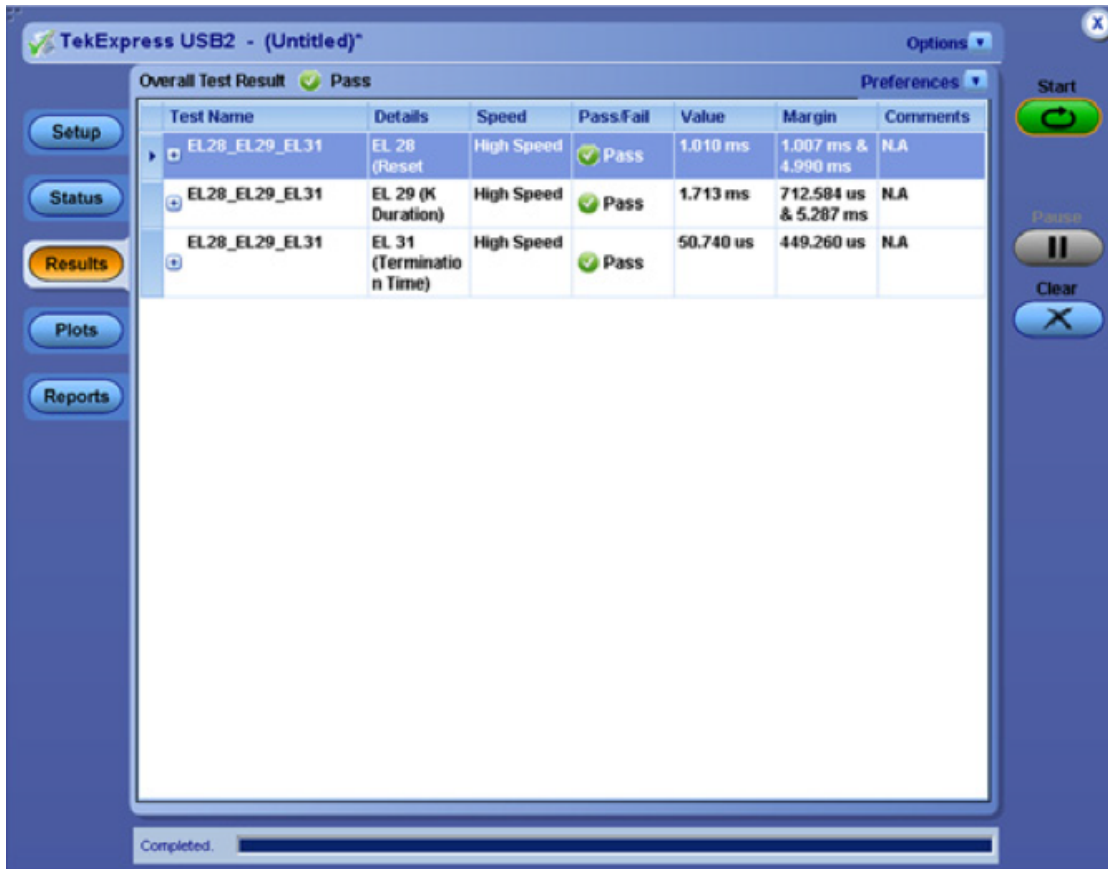 TekExpress USB2 - (Untitled)*
Options
Overall Test Result Pass
Preferences
Start
Test Name Details Speed Pass/Fail Value Margin Comments
Setup
EL28_EL29_EL31 EL 28 High Speed Pass 1.010 ms 1.007 ms & N.A
(Reset 4.990 ms
Status
EL28_EL29_EL31 EL 29 (K High Speed Pass 1.713 ms 712.584 us N.A
Duration) & 5.287 ms
Pause
Results
EL28_EL29_EL31 EL 31 High Speed Pass 50.740 us 449.260 us N.A
(Terminatio
n Time)
Clear
Plots
Reports
Completed.